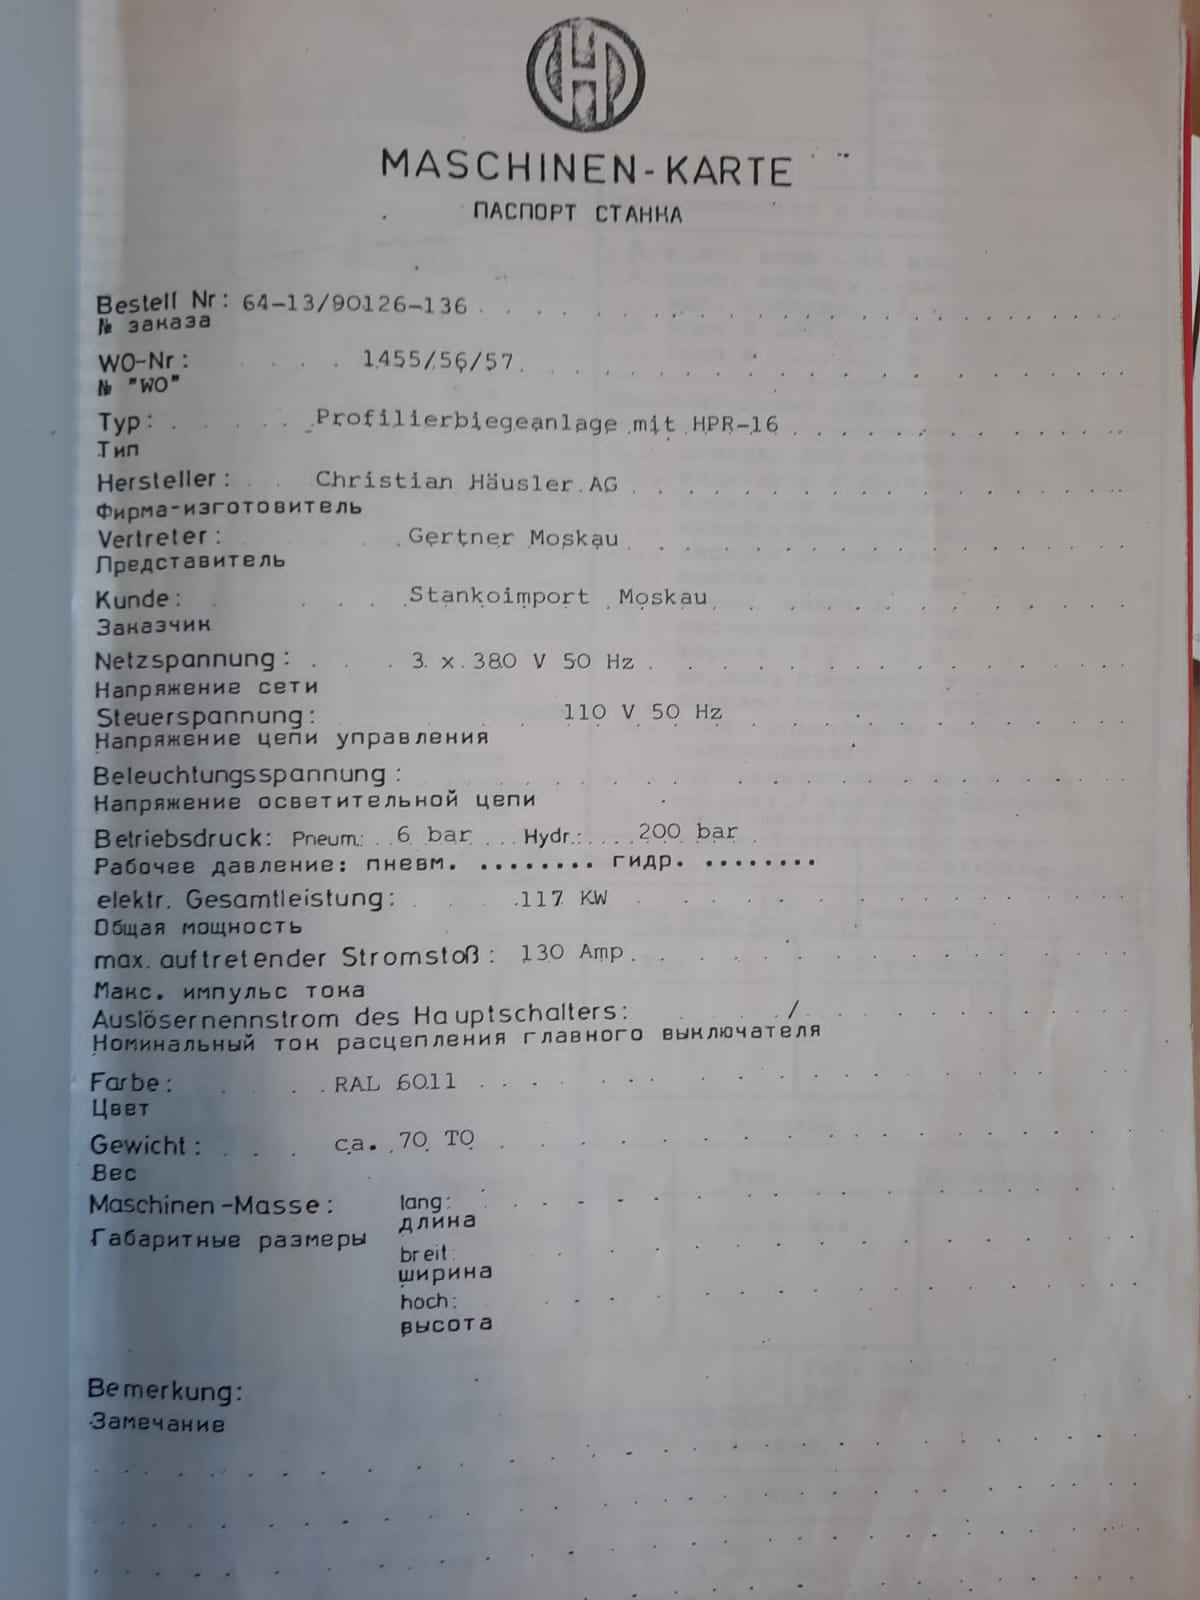 MASCHINEN-KARTE
ПАСПОРТ СТАНКА
Bestell Nr: 64-13/90126-136
№ заказа
WO-Nr: 1455/56/57
№ "WO"
Typ: Profilierbiegeanlage mit HPR-16
Тип
Hersteller: Christian Häusler AG
Фирма-изготовитель
Vertreter: Gertner Moskau
Представитель
Kunde: Stankoimport Moskau
Заказчик
Netzspannung: 3 x 380 V 50 Hz
Напряжение сети
Steuerspannung: 110 V 50 Hz
Напряжение цепи управления
Beleuchtungsspannung:
Напряжение осветительной цепи
Betriebsdruck: Pneum.: 6 bar Hydr.: 200 bar
Рабочее давление: пневм. ........ гидр. ........
elektr. Gesamtleistung: 117 KW
Общая мощность
max. auftretender Stromstoß: 130 Amp.
Макс. импульс тока
Auslösernennstrom des Hauptschalters: /
Номинальный ток расцепления главного выключателя
Farbe: RAL 6011
Цвет
Gewicht: ca. 70 TO
Вес
Maschinen-Masse: lang:
длина
Габаритные размеры
breit:
ширина
hoch:
высота
Bemerkung:
Замечание